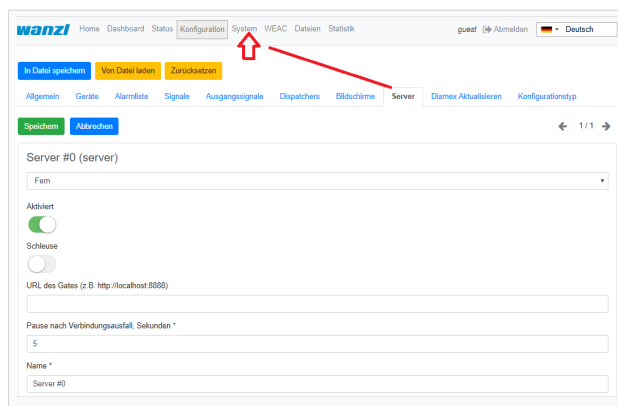 wanzl Home Dashboard Status Konfiguration System WEAC Dateien Statistik guest Abmelden Deutsch
In Datei speichern Von Datei laden Zurücksetzen
Allgemein Geräte Alarmliste Signale Ausgangssignale Dispatchers Bildschirme Server Diamex Aktualisieren Konfigurationstyp
Speichern Abbrechen 1 / 1
Server #0 (server)
Fern
Aktiviert
Schleuse
URL des Gates (z.B. http://localhost:8888)
Pause nach Verbindungsausfall, Sekunden *
5
Name *
Server #0